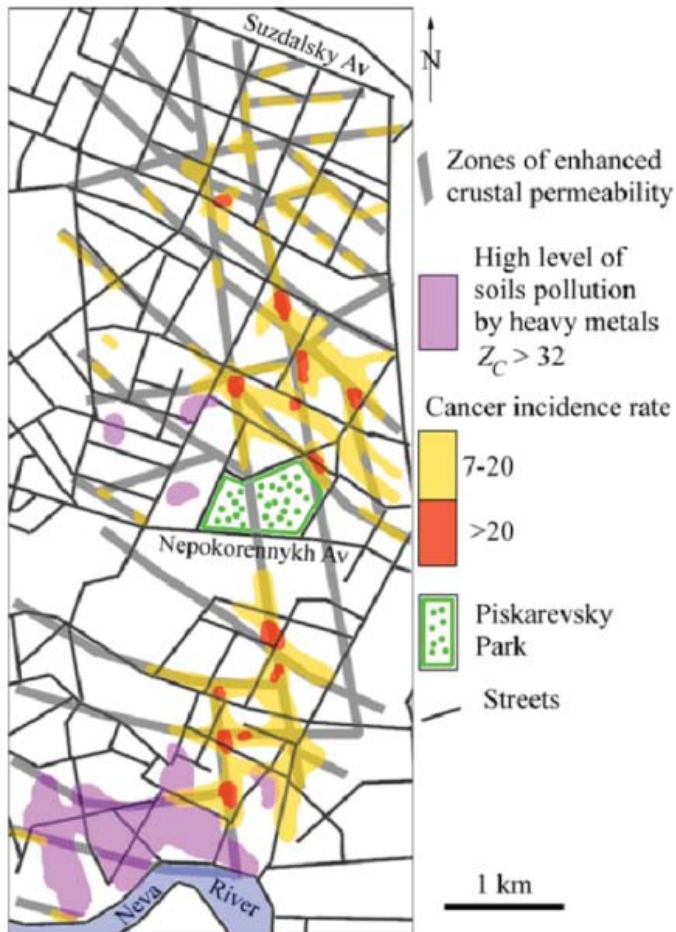 Suzdalsky Av
N
Zones of enhanced
crustal permeability
High level of
soils pollution
by heavy metals
Z_C > 32
Cancer incidence rate
7-20
>20
Nepokorennykh Av
Piskarevsky
Park
Streets
1 km
Neva River